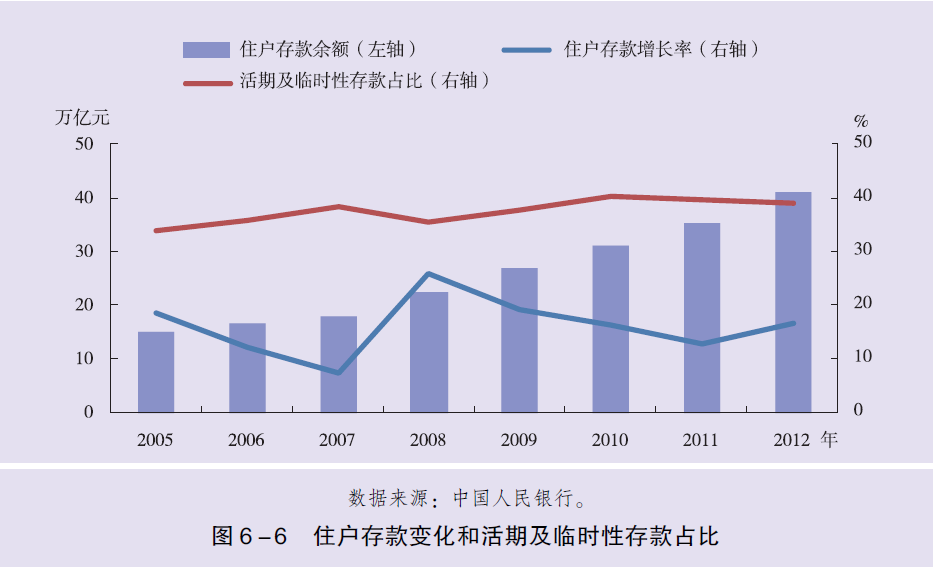 住户存款余额（左轴） 住户存款增长率（右轴）
活期及临时性存款占比（右轴）
万亿元 %
50 50
40 40
30 30
20 20
10 10
0 0
2005 2006 2007 2008 2009 2010 2011 2012 年
数据来源：中国人民银行。
图6-6 住户存款变化和活期及临时性存款占比